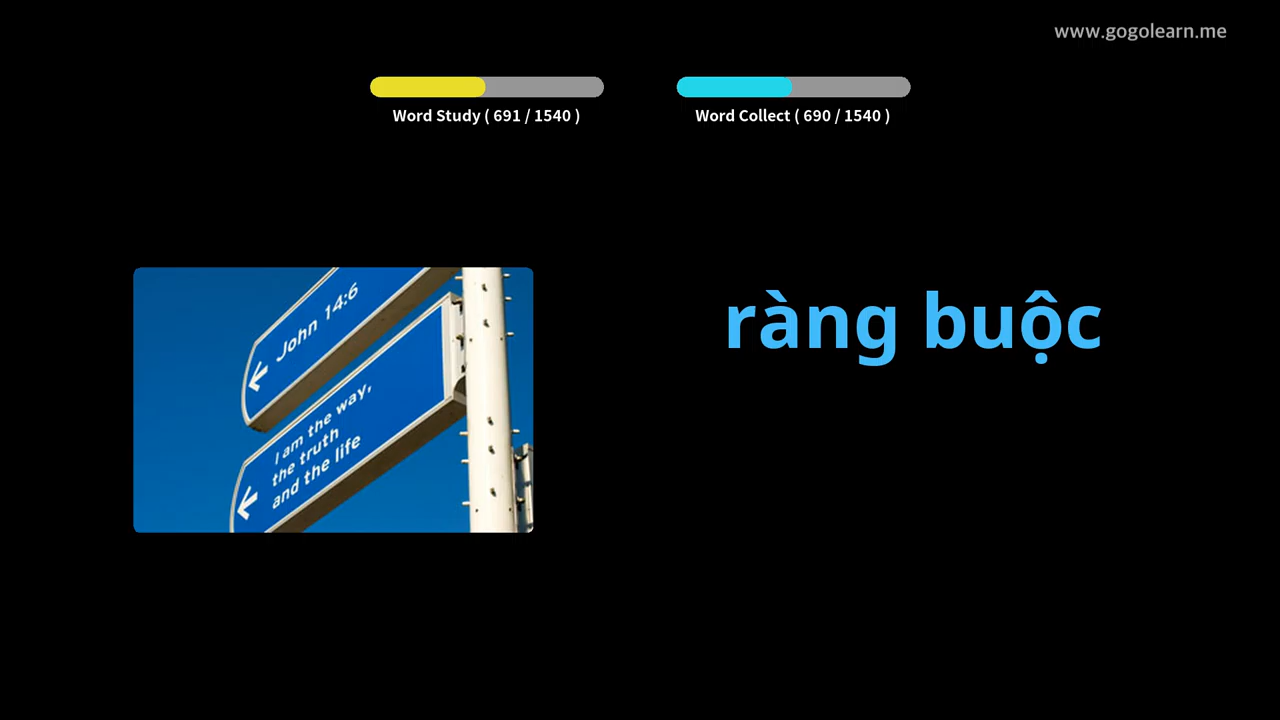 www.gogolearn.me
Word Study ( 691 / 1540 )
Word Collect ( 690 / 1540 )
John 14:6
I am the way,
the truth
and the life
ràng buộc